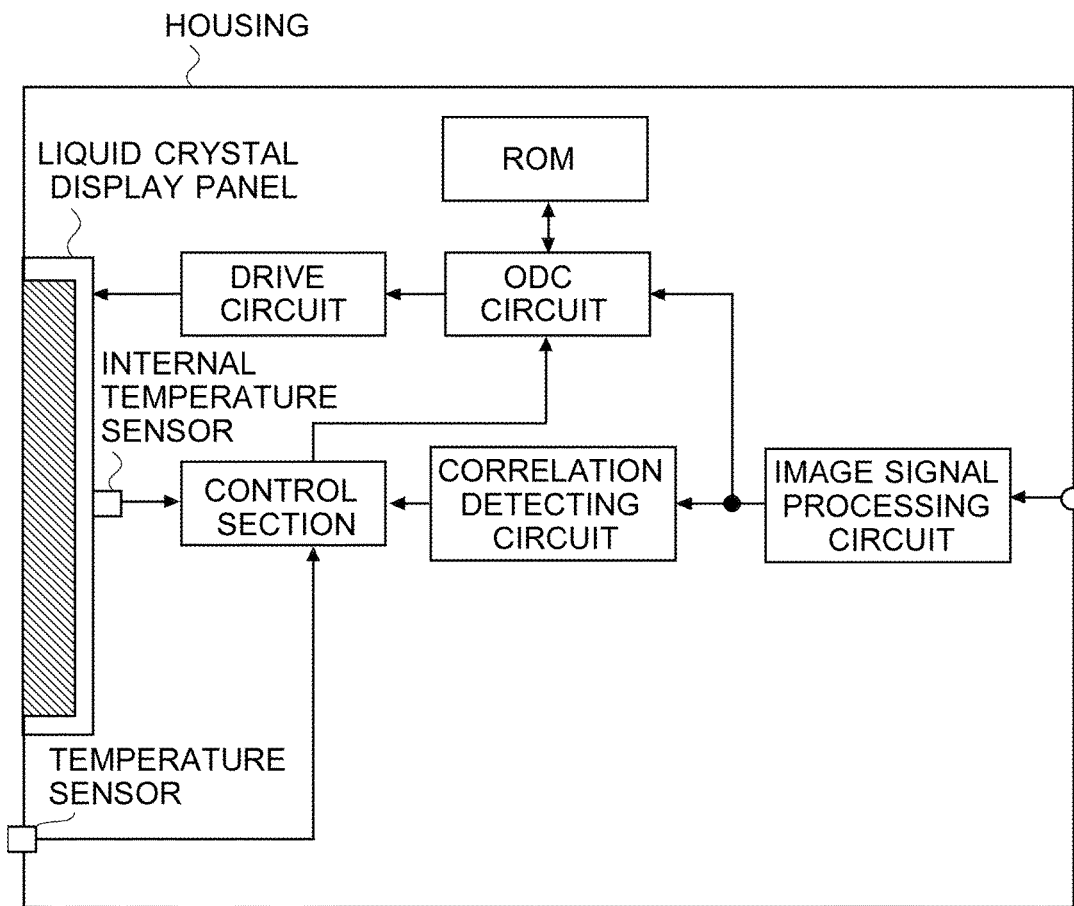 HOUSING
LIQUID CRYSTAL
DISPLAY PANEL
ROM
DRIVE
CIRCUIT
ODC
CIRCUIT
INTERNAL
TEMPERATURE
SENSOR
CONTROL
SECTION
CORRELATION
DETECTING
CIRCUIT
IMAGE SIGNAL
PROCESSING
CIRCUIT
TEMPERATURE
SENSOR